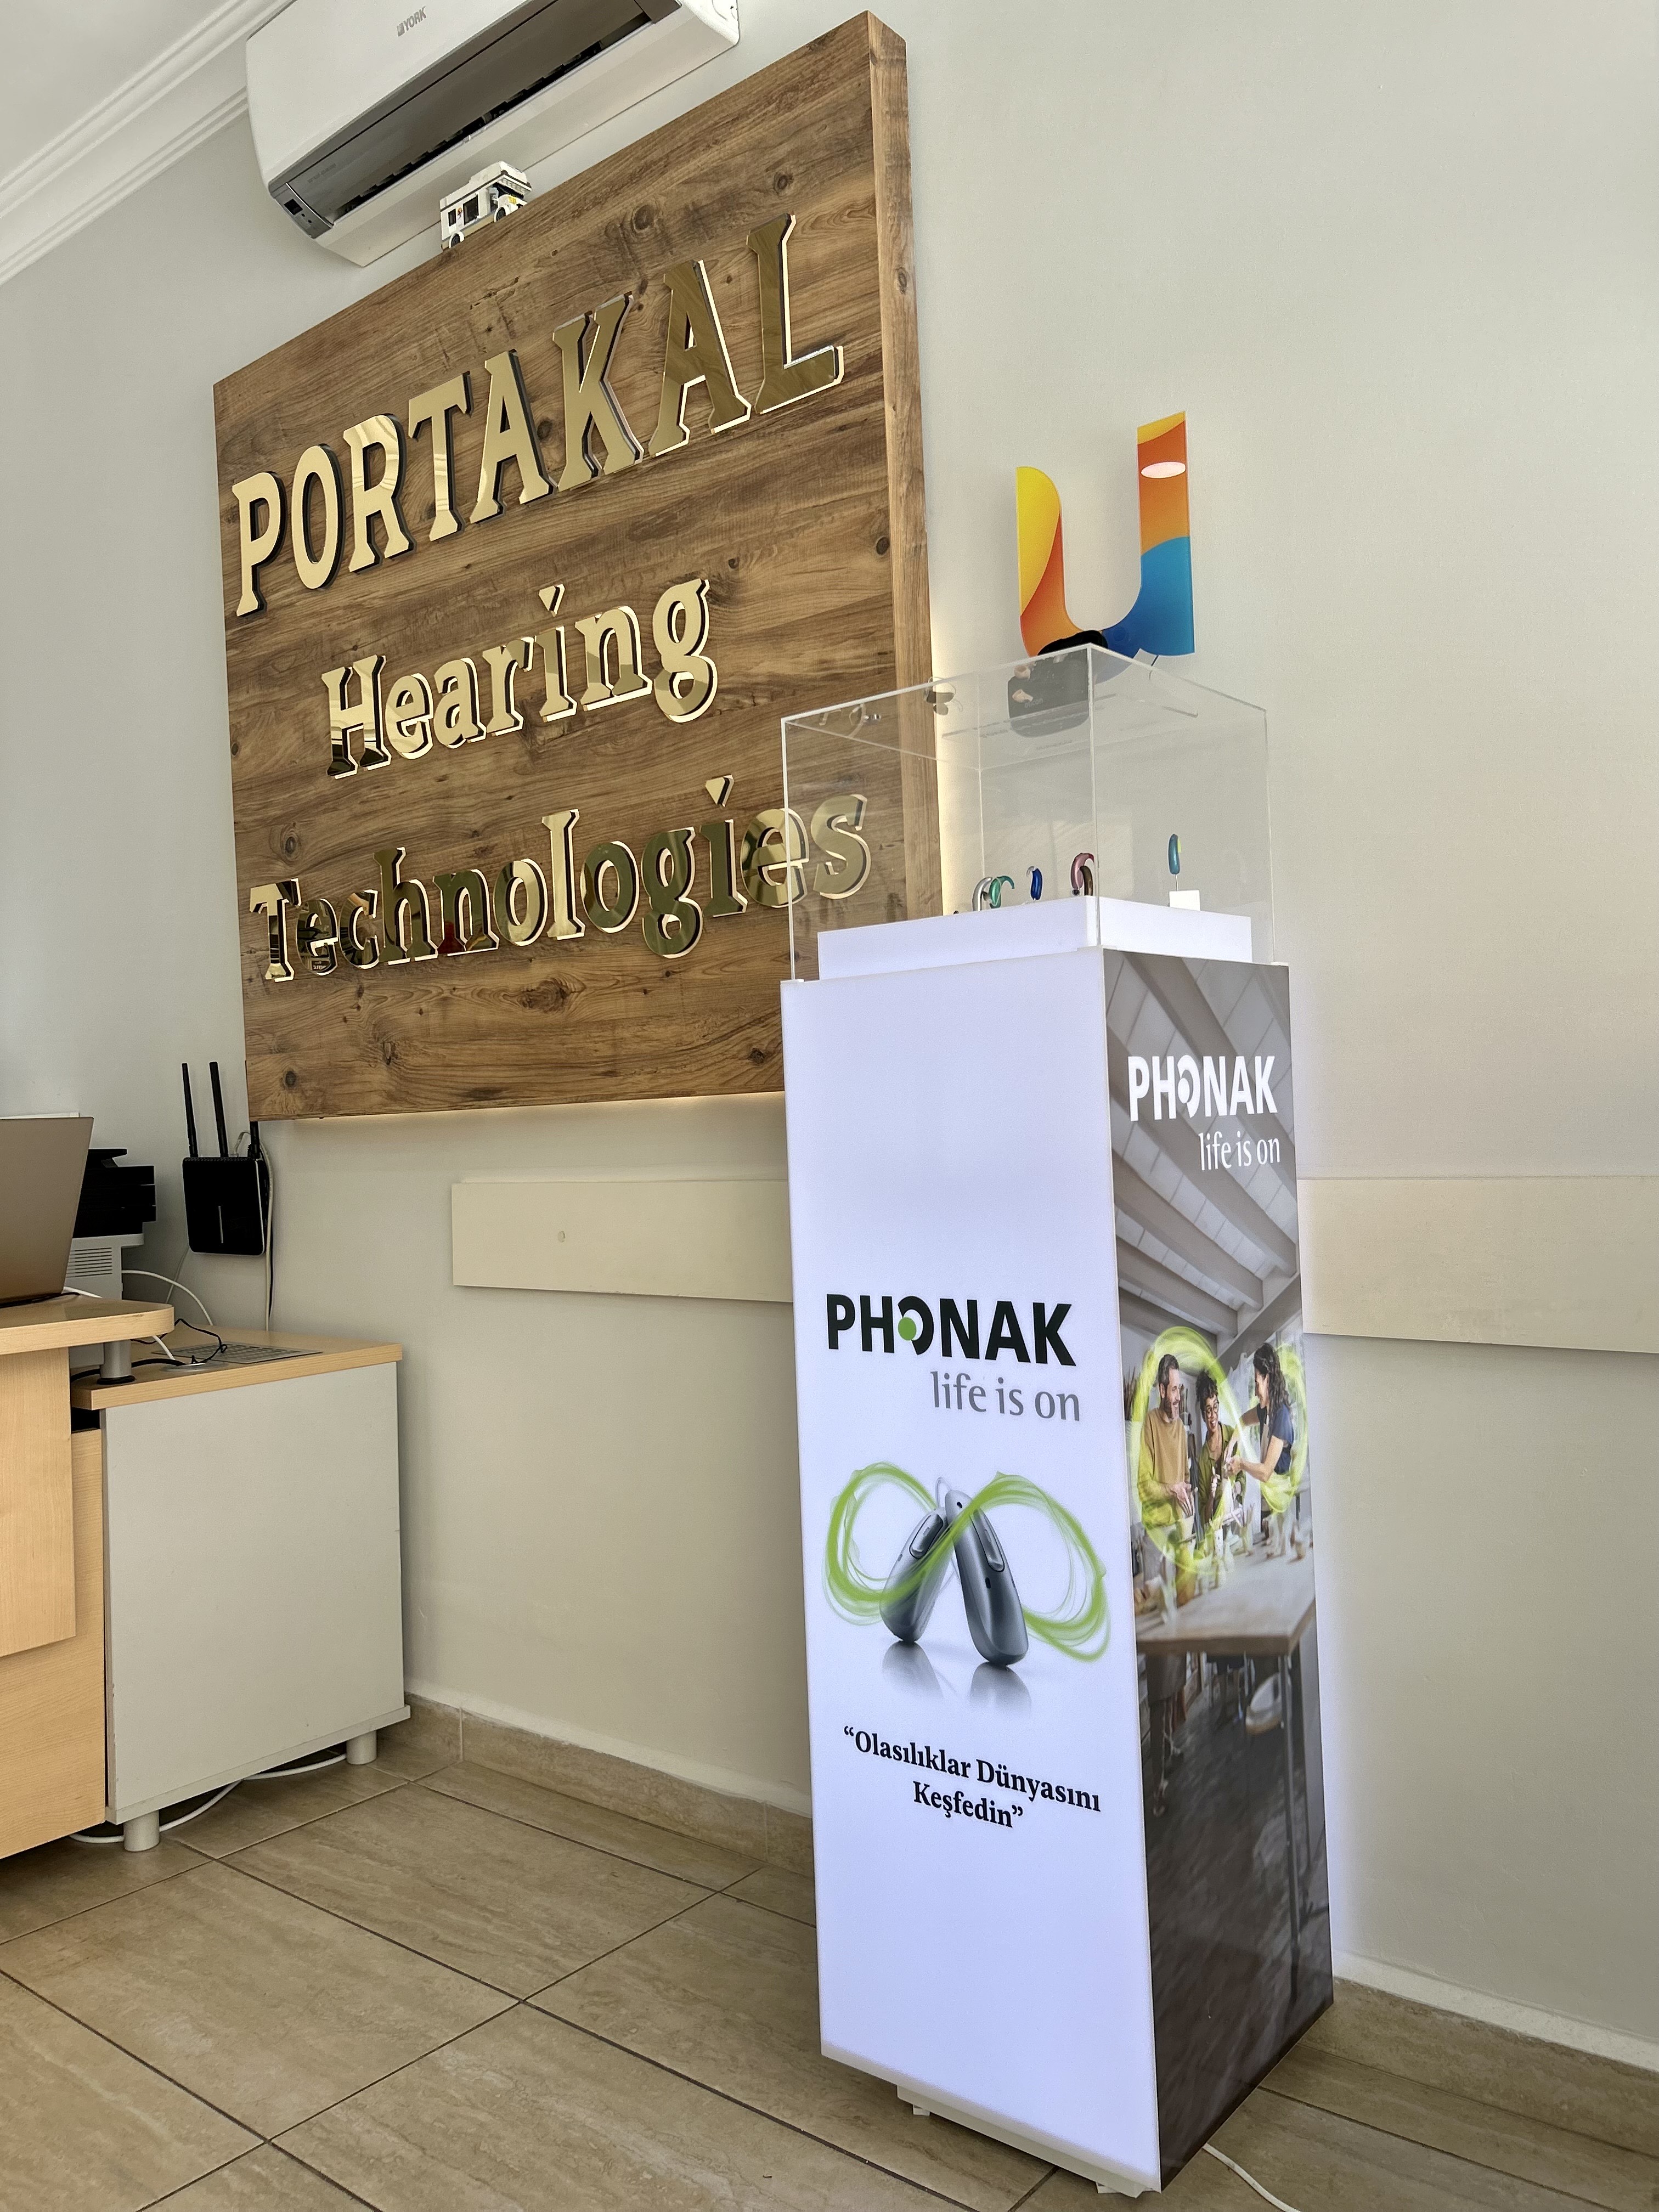 YORK
PORTAKAL
Hearing
Technologies
u
PHONAK
life is on
PHONAK
life is on
“Olasılıklar Dünyasını
Keşfedin”